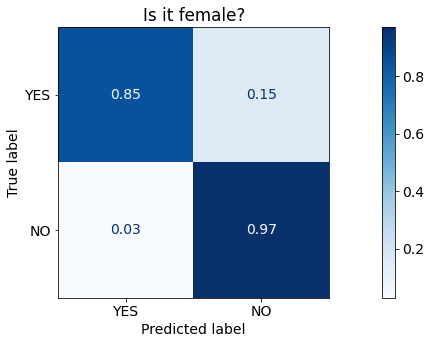 Is it female?
YES
0.85
0.15
NO
0.03
0.97
YES
NO
True label
Predicted label
0.8
0.6
0.4
0.2